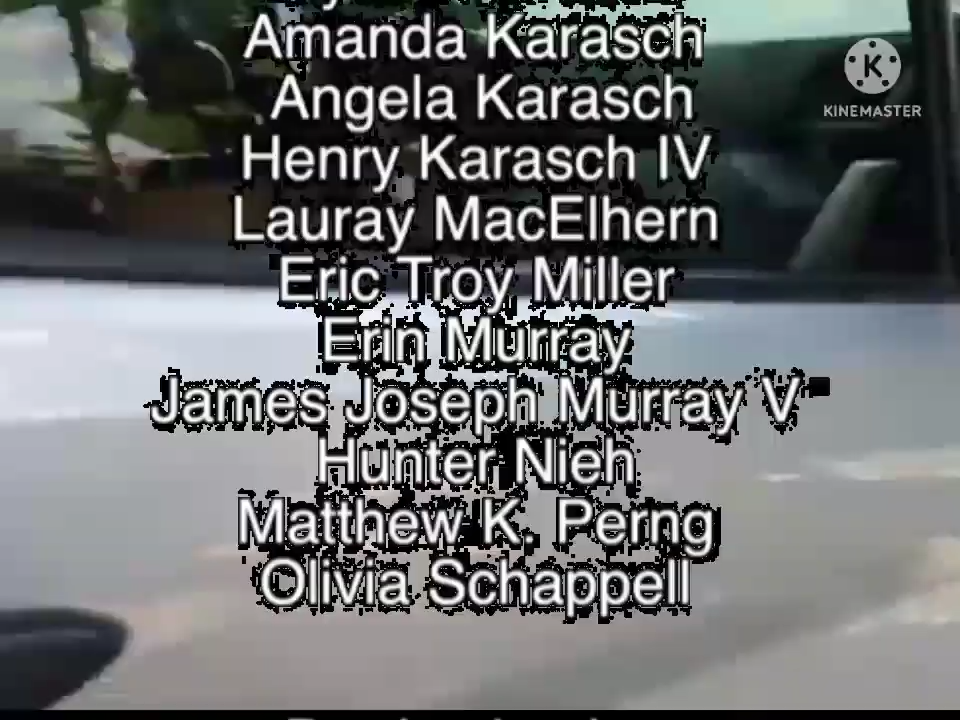 Amanda Karasch
Angela Karasch
Henry Karasch IV
Lauray MacElhern
Eric Troy Miller
Erin Murray
James Joseph Murray V
Hunter Nieh
Matthew K. Perng
Olivia Schappell
K
KINEMASTER